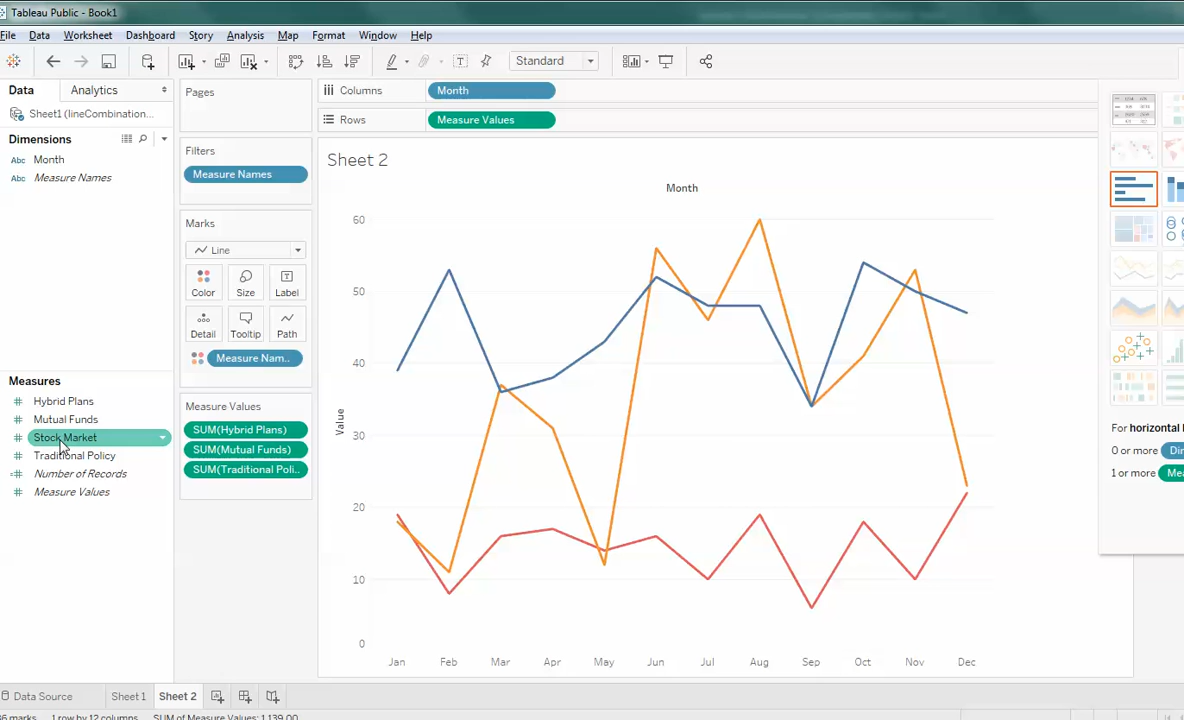 Tableau Public - Book1
File Data Worksheet Dashboard Story Analysis Map Format Window Help
Standard
Data Analytics
Sheet1 (lineCombination...
Dimensions
Abc Month
Abc Measure Names
Measures
# Hybrid Plans
# Mutual Funds
# Stock Market
# Traditional Policy
=# Number of Records
# Measure Values
Pages
Filters
Measure Names
Marks
Line
Color Size Label
Detail Tooltip Path
Measure Nam..
Measure Values
SUM(Hybrid Plans)
SUM(Mutual Funds)
SUM(Traditional Poli..
Columns Month
Rows Measure Values
Sheet 2
Month
Value
60
50
40
30
20
10
0
Jan Feb Mar Apr May Jun Jul Aug Sep Oct Nov Dec
For horizontal
0 or more Di
1 or more Me
Data Source Sheet 1 Sheet 2
36 marks 1 row by 12 columns SUM of Measure Values: 1,139.00